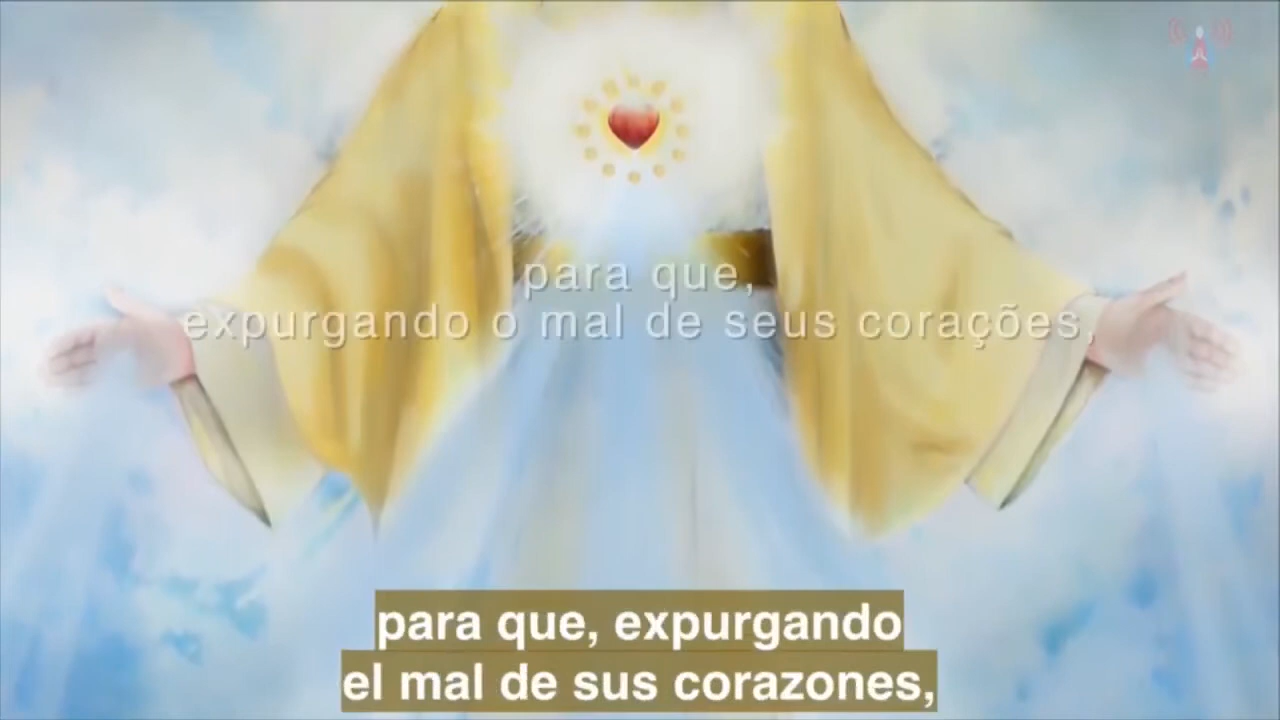 para que,
expurgando o mal de seus corações,
para que, expurgando
el mal de sus corazones,